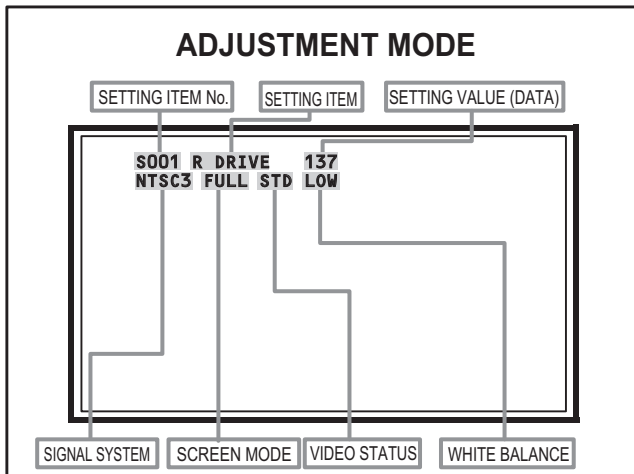 ADJUSTMENT MODE
SETTING ITEM No. SETTING ITEM SETTING VALUE (DATA)
S001 R DRIVE 137
NTSC3 FULL STD LOW
SIGNAL SYSTEM SCREEN MODE VIDEO STATUS WHITE BALANCE